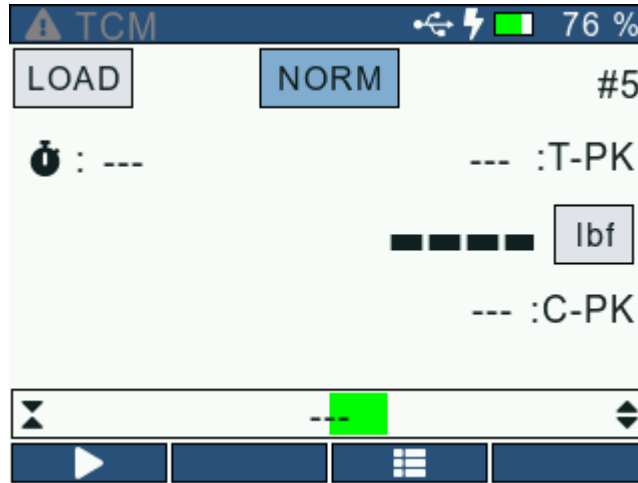 TCM 76 %
LOAD NORM #5
: --- --- :T-PK
---- lbf
--- :C-PK
---